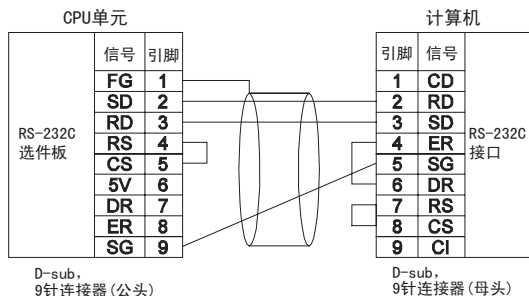 CPU单元
计算机
信号 引脚
引脚 信号
FG 1
1 CD
SD 2
2 RD
RD 3
3 SD
RS 4
4 ER
CS 5
5 SG
5V 6
6 DR
DR 7
7 RS
ER 8
8 CS
SG 9
9 CI
RS-232C
选件板
RS-232C
接口
D-sub，
9针连接器(公头)
D-sub，
9针连接器(母头)